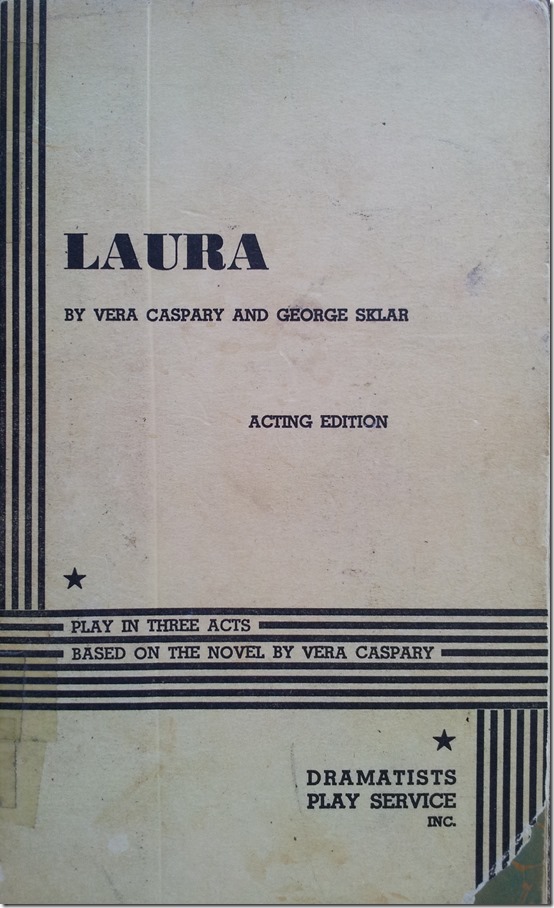 LAURA
BY VERA CASPARY AND GEORGE SKLAR
ACTING EDITION
PLAY IN THREE ACTS
BASED ON THE NOVEL BY VERA CASPARY
DRAMATISTS
PLAY SERVICE
INC.